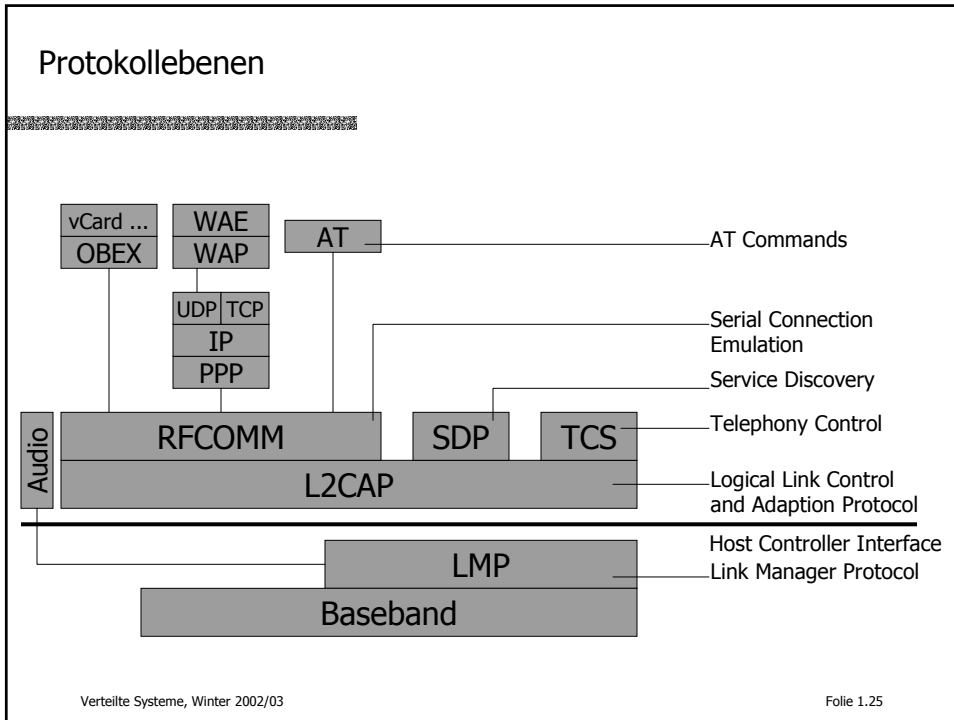 Protokollebenen
vCard ...
OBEX
WAE
WAP
AT
AT Commands
UDP TCP
IP
PPP
Serial Connection
Emulation
Service Discovery
Audio
RFCOMM
SDP
TCS
Telephony Control
L2CAP
Logical Link Control
and Adaption Protocol
Host Controller Interface
LMP
Link Manager Protocol
Baseband
Verteilte Systeme, Winter 2002/03
Folie 1.25